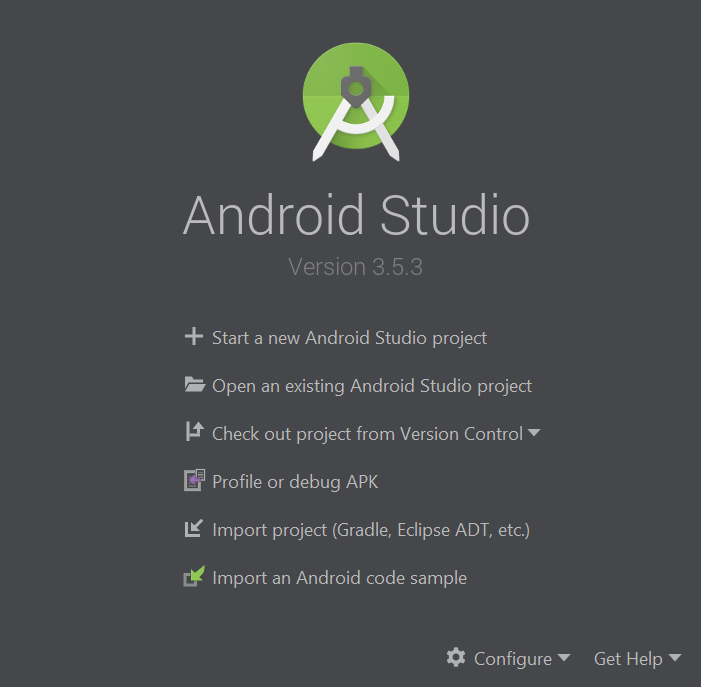 Android Studio
Version 3.5.3
Start a new Android Studio project
Open an existing Android Studio project
Check out project from Version Control
Profile or debug APK
Import project (Gradle, Eclipse ADT, etc.)
Import an Android code sample
Configure Get Help